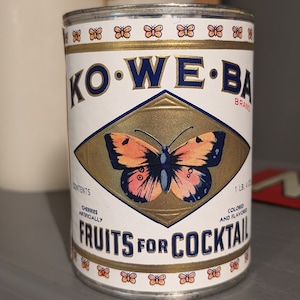 KO·WE·BA
BRAND
CONTENTS
1 LB.
CHERRIES
ARTIFICIALLY
COLORED
AND FLAVORED
FRUITS FOR COCKTAIL